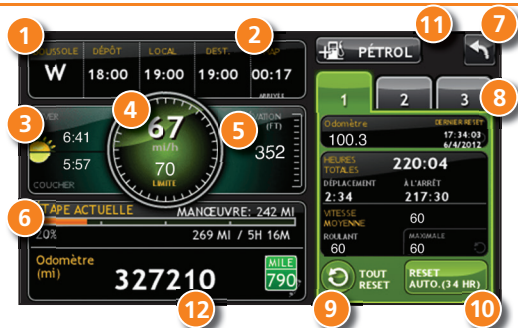 1
2
11
7
DÉPÔT
LOCAL
DEST.
W
18:00
19:00
19:00
00:17
PÉTROL
3
6:41
5:57
COUCHER
4
67
mi/h
70
LIMITE
5
(FT)
352
1
2
3
8
Odomètre
DERNIER RESET
100.3
17:34:03
6/4/2012
HEURES
TOTALES
220:04
DÉPLACEMENT
À L'ARRÊT
2:34
217:30
VITESSE
MOYENNE
60
ROULANT
MAXIMALE
60
60
6
ÉTAPE ACTUELLE
MANŒUVRE: 242 MI
20%
269 MI / 5H 16M
Odomètre
(mi)
327210
MILE
790
TOUT
RESET
RESET
AUTO.(34 HR)
12
9
10